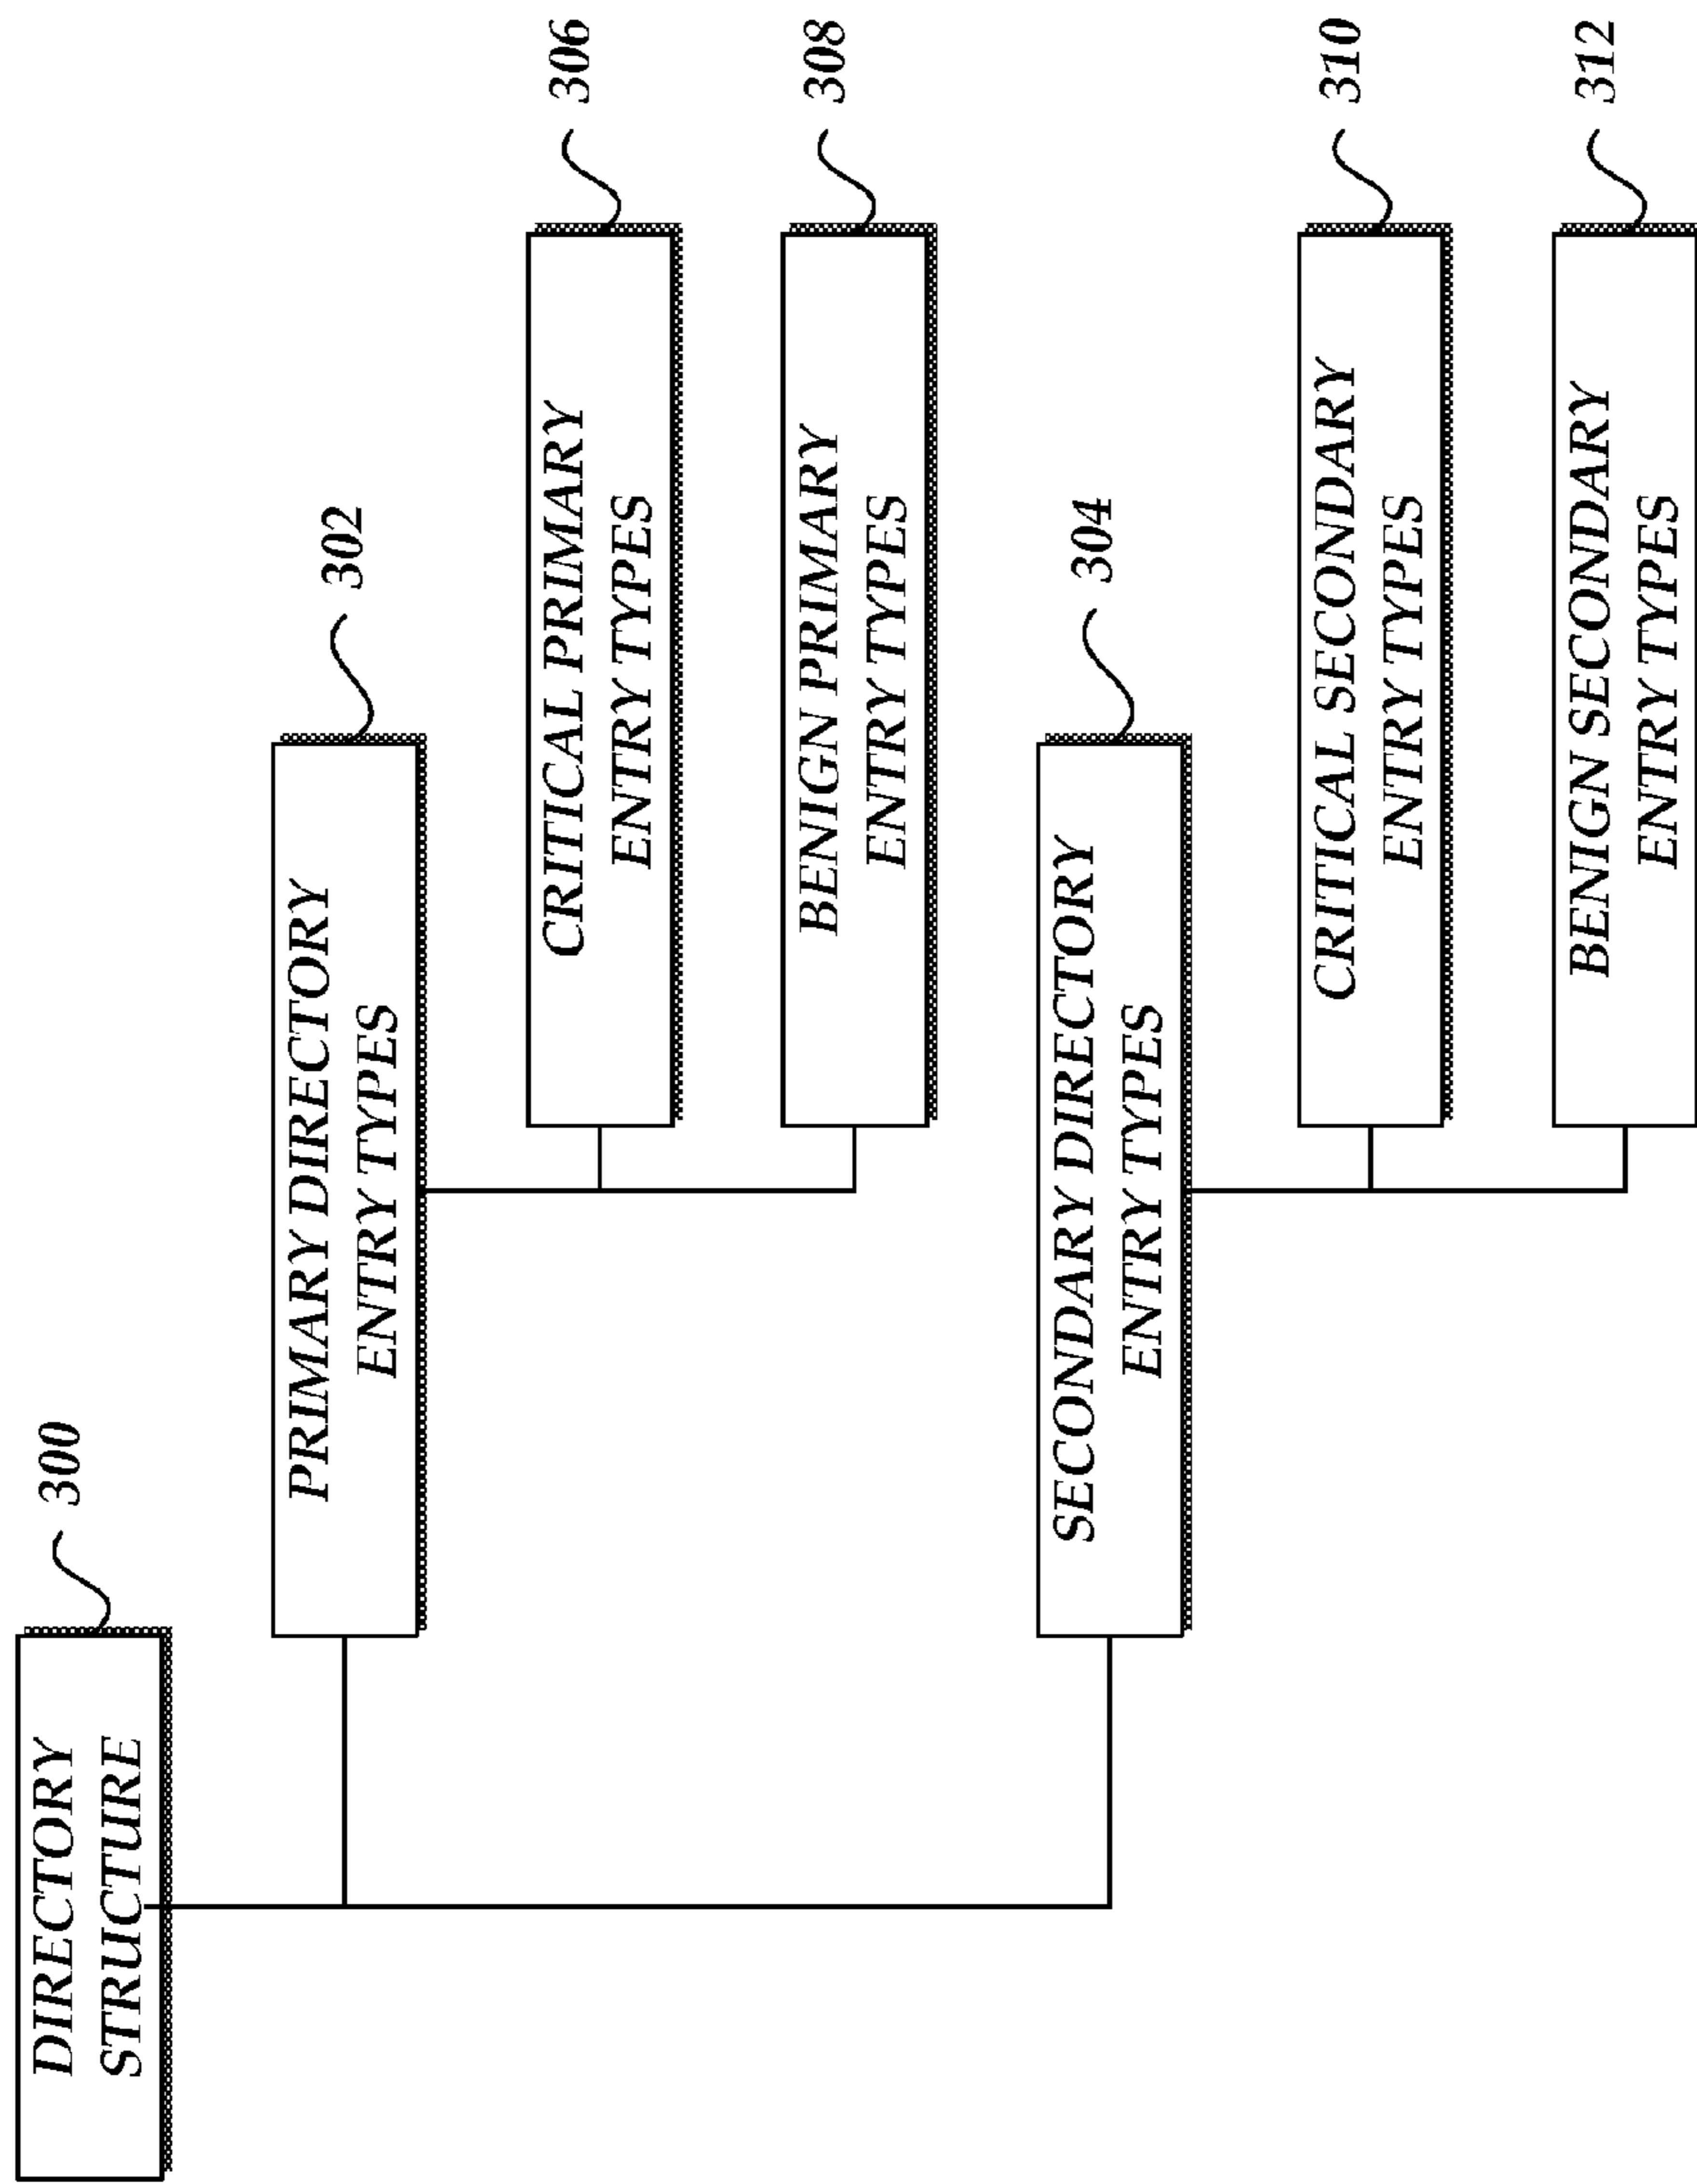 DIRECTORY
STRUCTURE
300
PRIMARY DIRECTORY
ENTRY TYPES
302
CRITICAL PRIMARY
ENTRY TYPES
306
BENIGN PRIMARY
ENTRY TYPES
308
SECONDARY DIRECTORY
ENTRY TYPES
304
CRITICAL SECONDARY
ENTRY TYPES
310
BENIGN SECONDARY
ENTRY TYPES
312